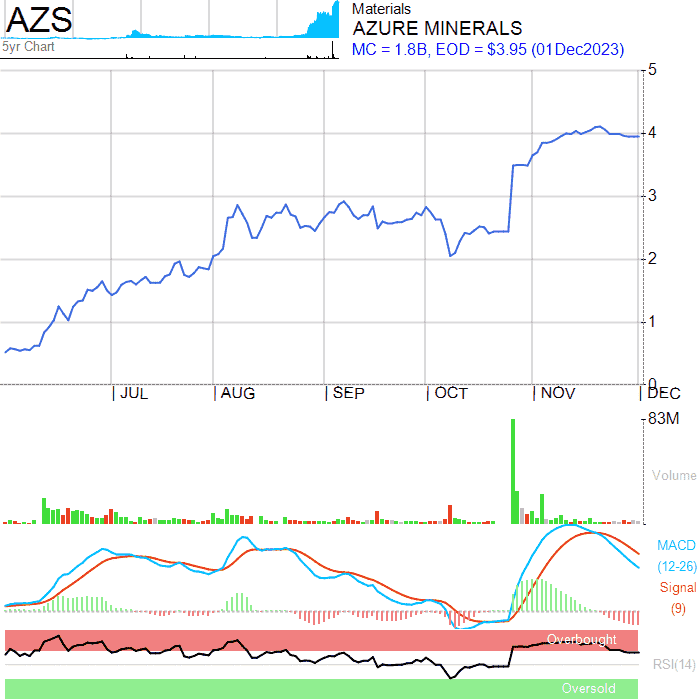 AZS
5yr Chart
Materials
AZURE MINERALS
MC = 1.8B, EOD = $3.95 (01Dec2023)
5
4
3
2
1
0
JUL
AUG
SEP
OCT
NOV
DEC
83M
Volume
MACD
(12-26)
Signal
(9)
Overbought
RSI(14)
Oversold